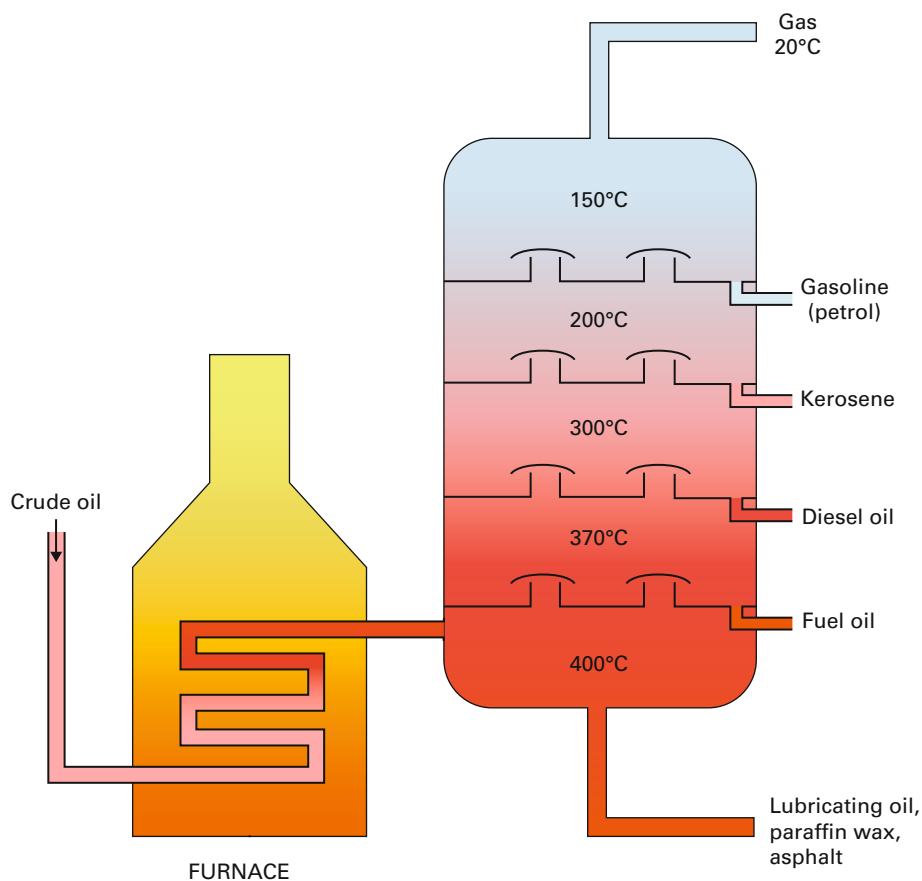 Gas
20°C
150°C
Gasoline
(petrol)
200°C
Kerosene
300°C
Crude oil
Diesel oil
370°C
Fuel oil
400°C
Lubricating oil,
paraffin wax,
asphalt
FURNACE